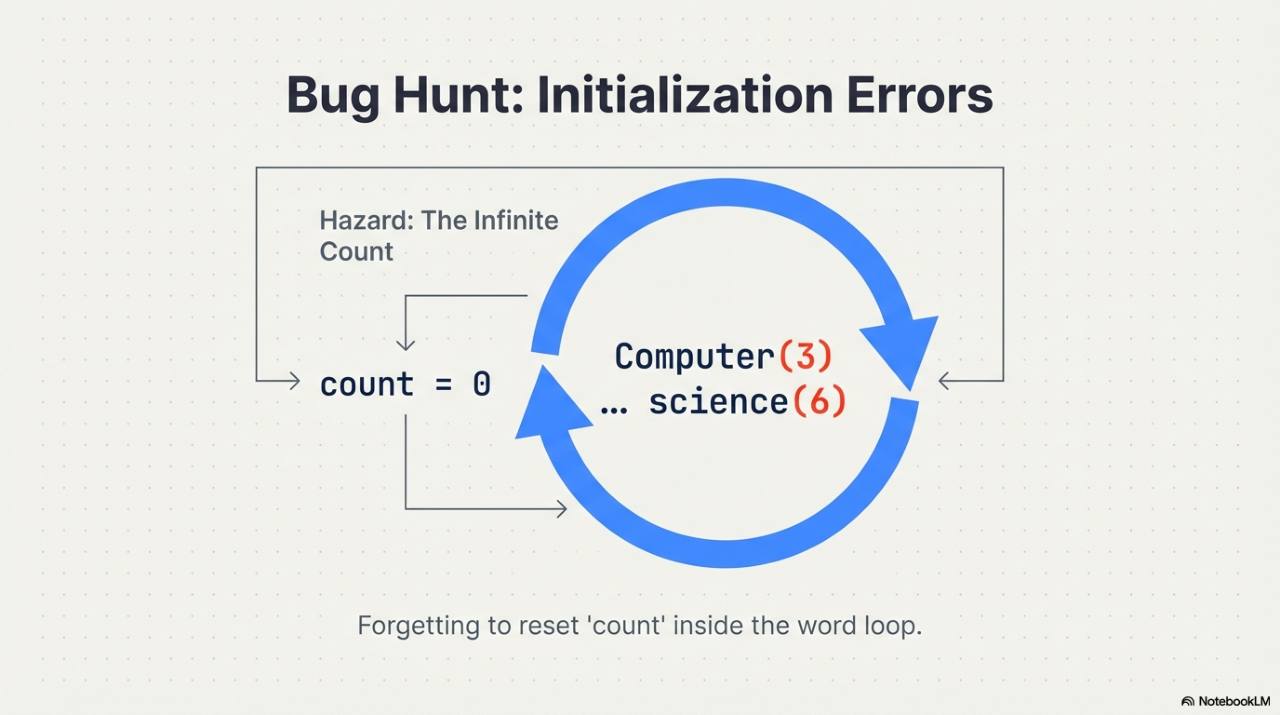 Bug Hunt: Initialization Errors
Hazard: The Infinite
Count
count = 0
Computer(3)
... science(6)
Forgetting to reset 'count' inside the word loop.
NotebookLM